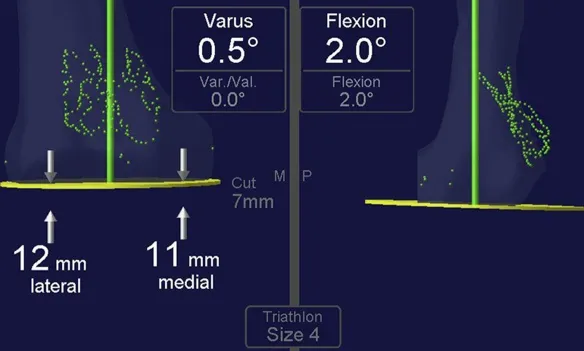 Varus
0.5°
Var./Val.
0.0°
Flexion
2.0°
Flexion
2.0°
M P
Cut
7mm
12 mm
lateral
11 mm
medial
Triathlon
Size 4